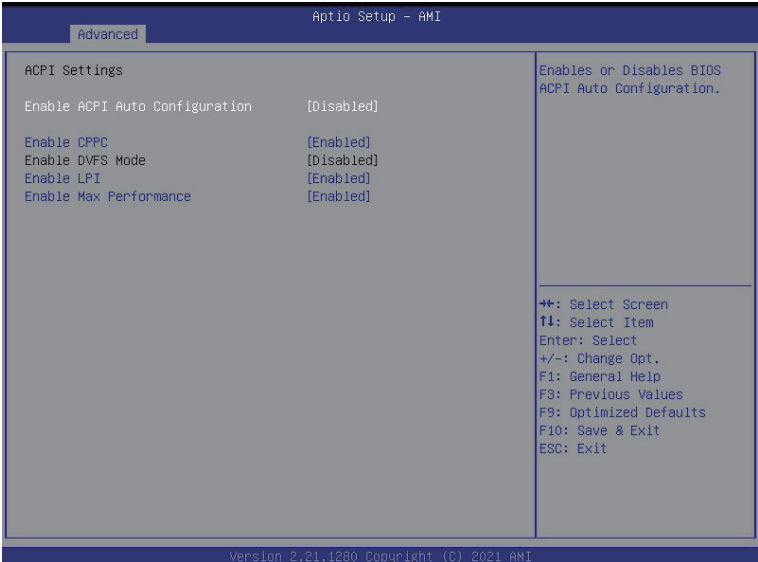 Aptio Setup – AMI
Advanced
ACPI Settings
Enable ACPI Auto Configuration [Disabled]
Enable CPPC [Enabled]
Enable DVFS Mode [Disabled]
Enable LPI [Enabled]
Enable Max Performance [Enabled]
Enables or Disables BIOS
ACPI Auto Configuration.
→←: Select Screen
↑↓: Select Item
Enter: Select
+/-: Change Opt.
F1: General Help
F3: Previous Values
F9: Optimized Defaults
F10: Save & Exit
ESC: Exit
Version 2.21.1280 Copyright (C) 2021 AMI